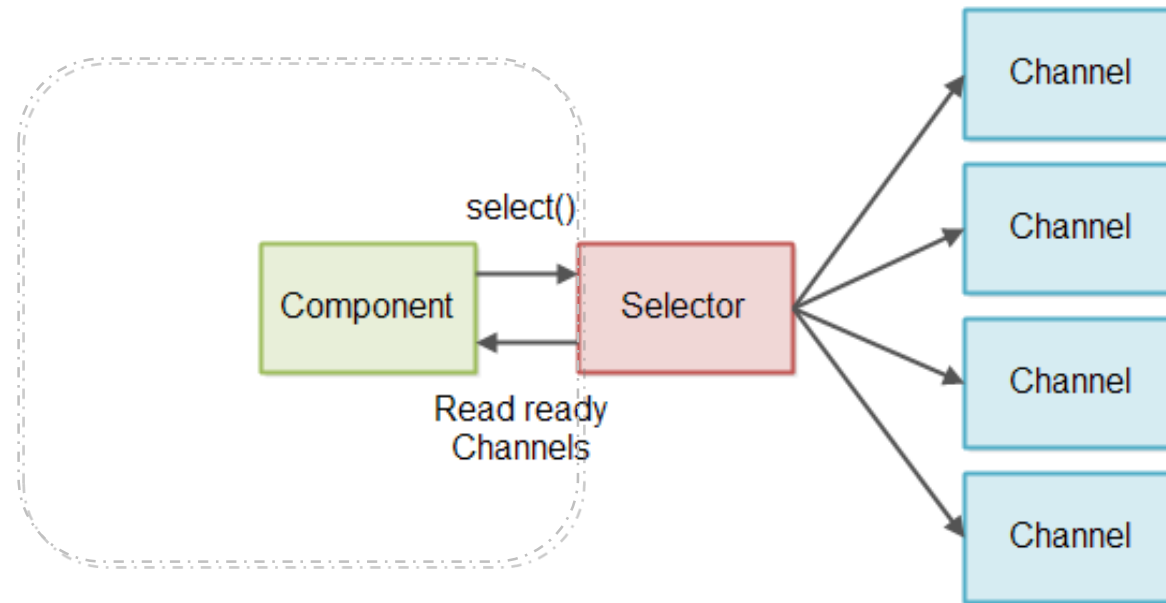 Channel
select()
Channel
Component
Selector
Channel
Read ready
Channels
Channel